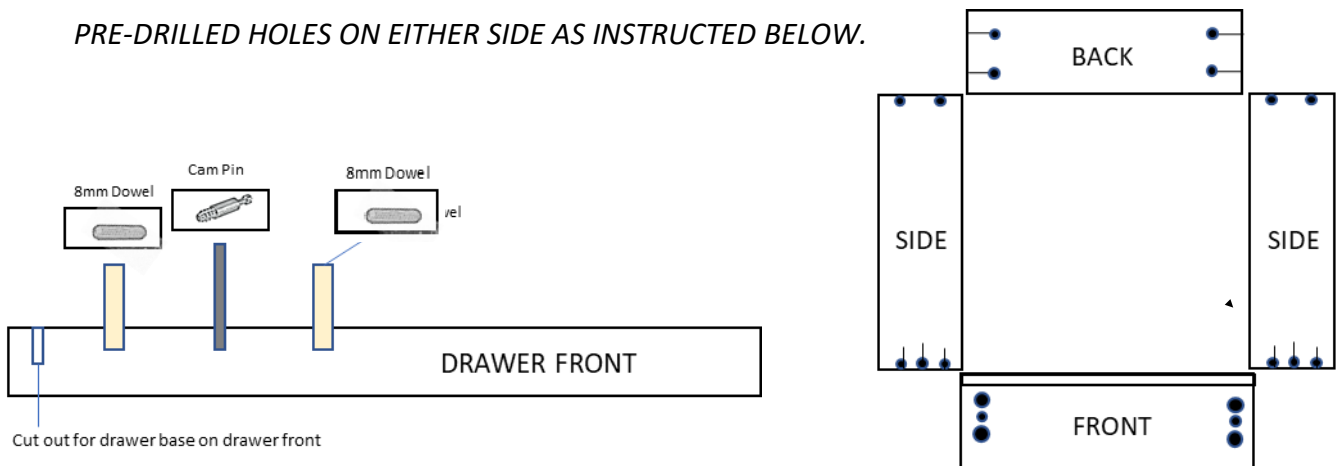 PRE-DRILLED HOLES ON EITHER SIDE AS INSTRUCTED BELOW.
8mm Dowel
Cam Pin
8mm Dowel
vel
DRAWER FRONT
Cut out for drawer base on drawer front
BACK
SIDE
SIDE
FRONT